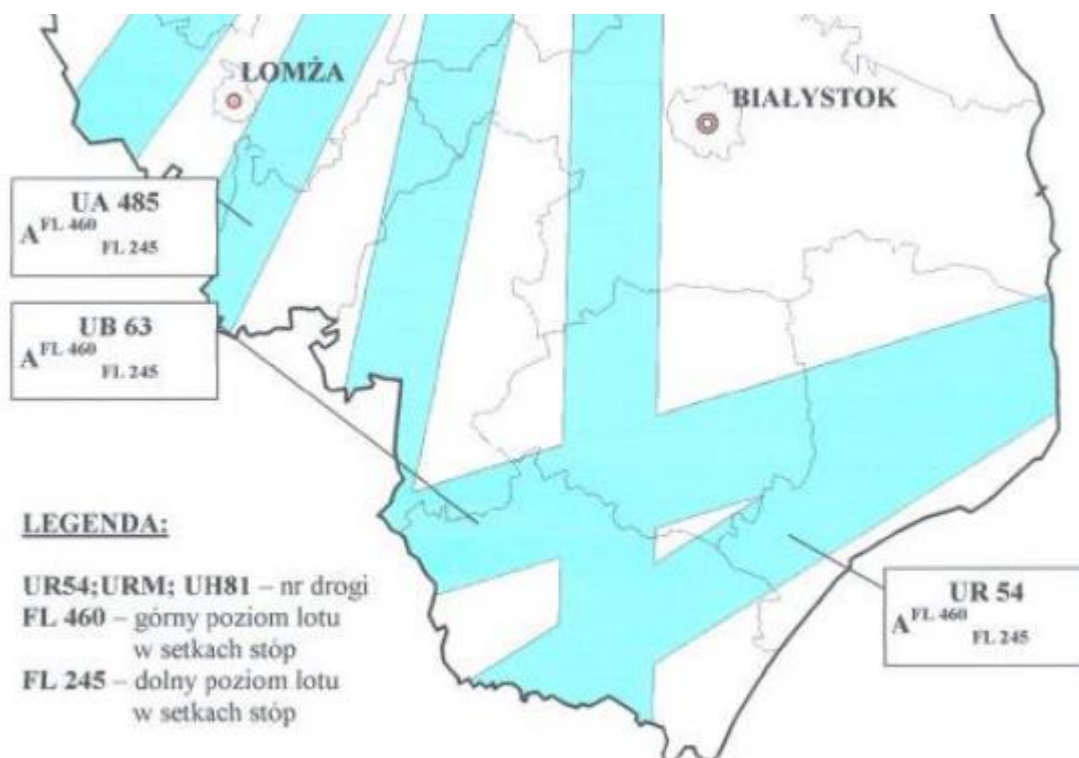 ŁOMŻA
BIAŁYSTOK
UA 485
A FL 460
FL 245
UB 63
A FL 460
FL 245
LEGENDA:
UR54;URM; UH81 – nr drogi
FL 460 – górny poziom lotu
w setkach stóp
FL 245 – dolny poziom lotu
w setkach stóp
UR 54
A FL 460
FL 245